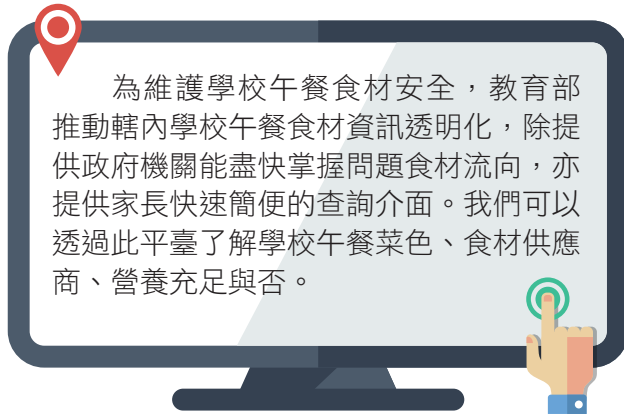 為維護學校午餐食材安全，教育部
推動轄內學校午餐食材資訊透明化，除提
供政府機關能盡快掌握問題食材流向，亦
提供家長快速簡便的查詢介面。我們可以
透過此平臺了解學校午餐菜色、食材供應
商、營養充足與否。